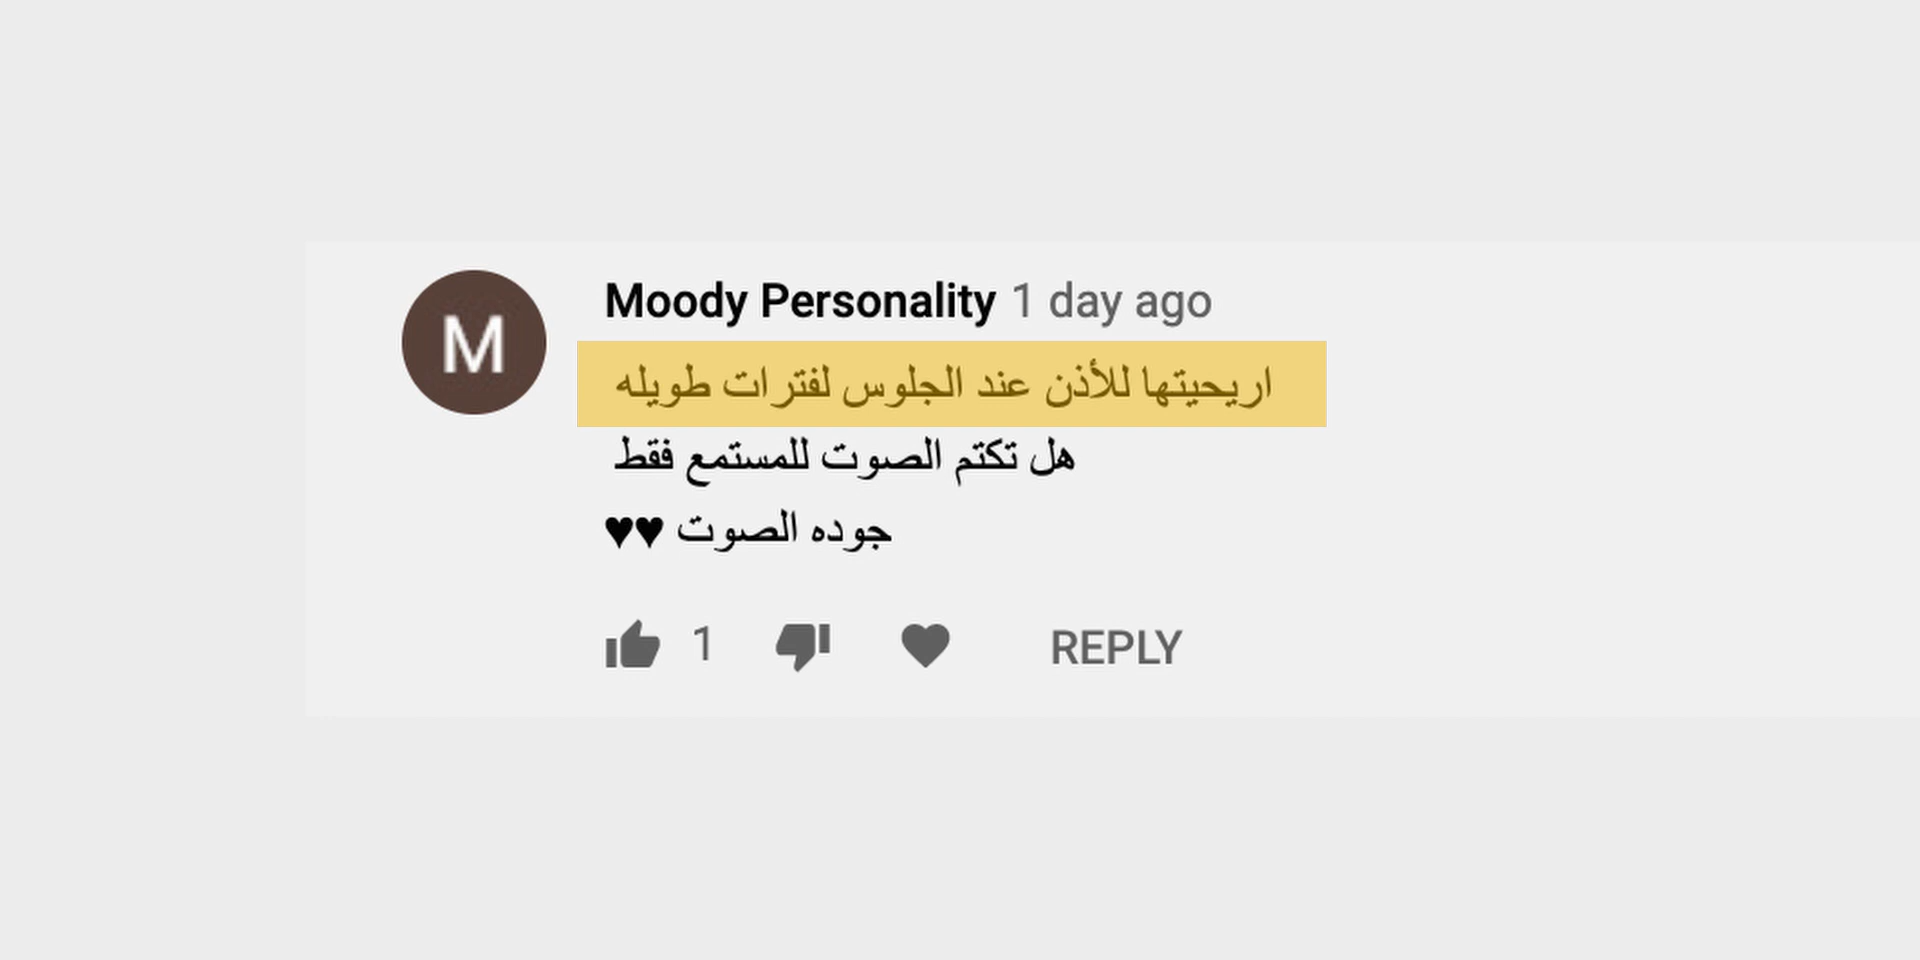 M
Moody Personality 1 day ago
اريحيتها للأذن عند الجلوس لفترات طويله
هل تكتم الصوت للمستمع فقط
جوده الصوت ♥♥
1 REPLY